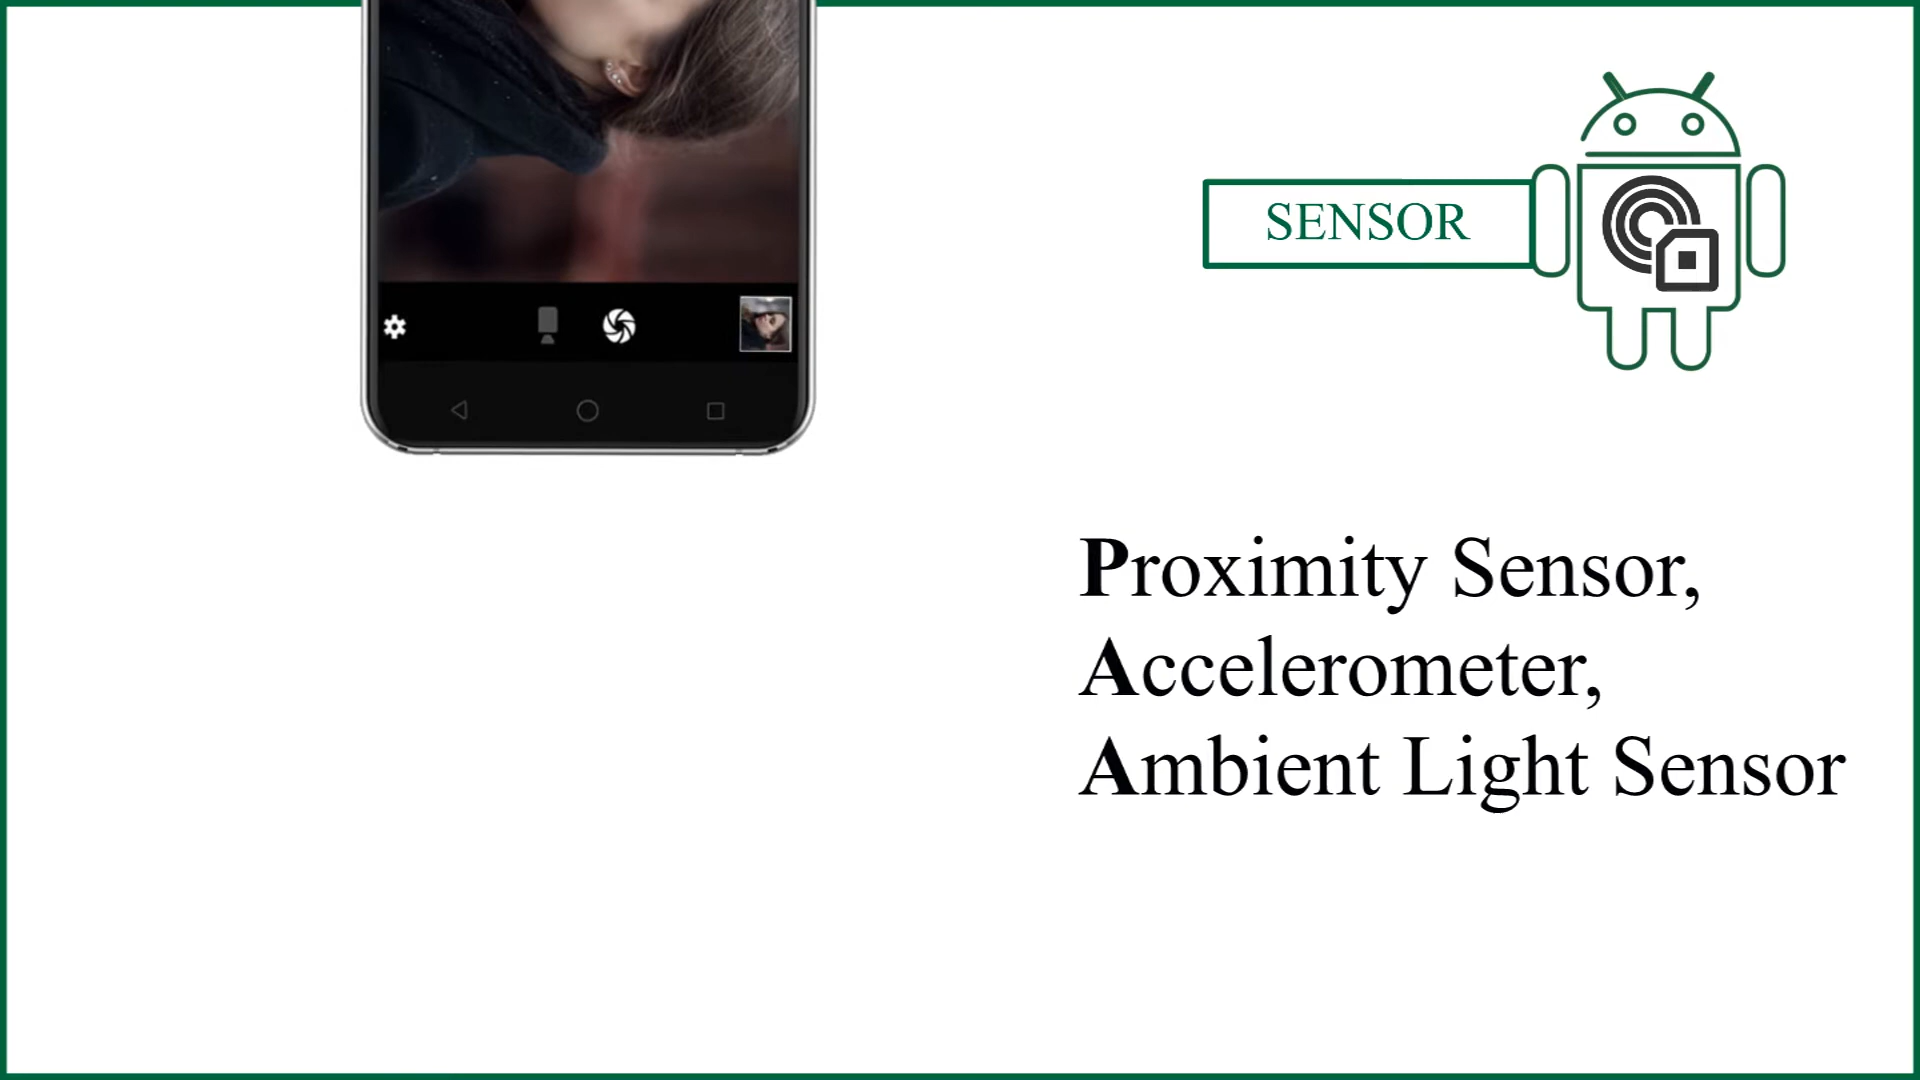 SENSOR
Proximity Sensor,
Accelerometer,
Ambient Light Sensor